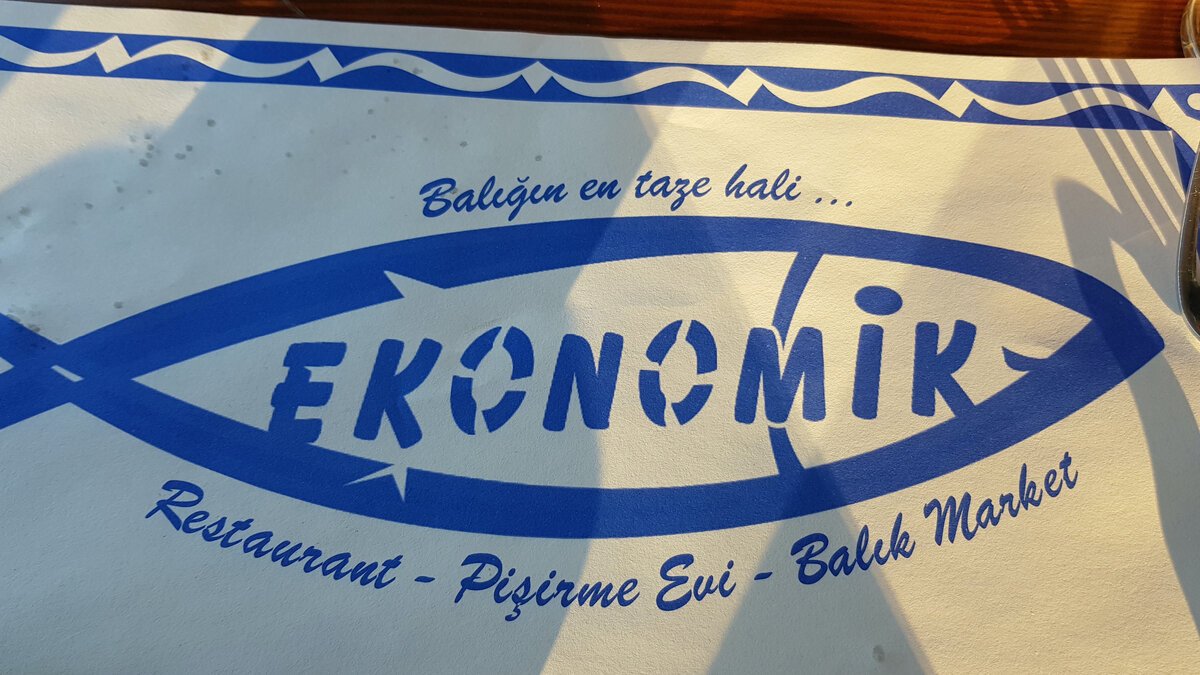 Balığın en taze hali ...
EKONOMİK
Restaurant - Pişirme Evi - Balık Market